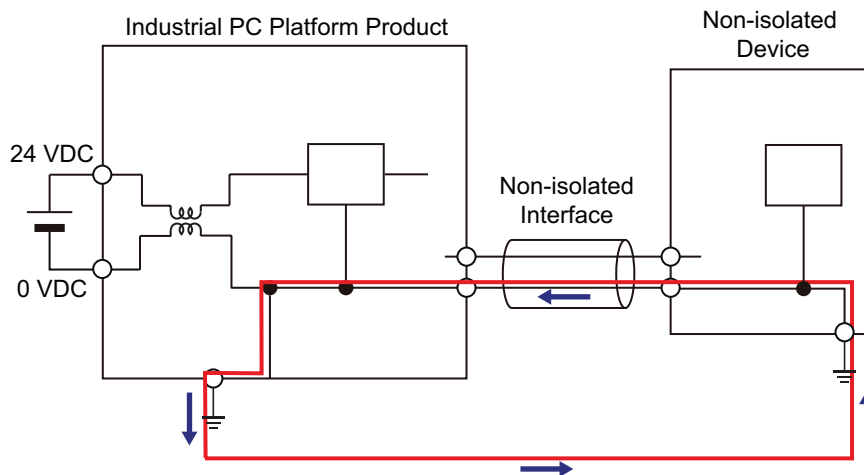 Industrial PC Platform Product
Non-isolated
Device
24 VDC
Non-isolated
Interface
0 VDC